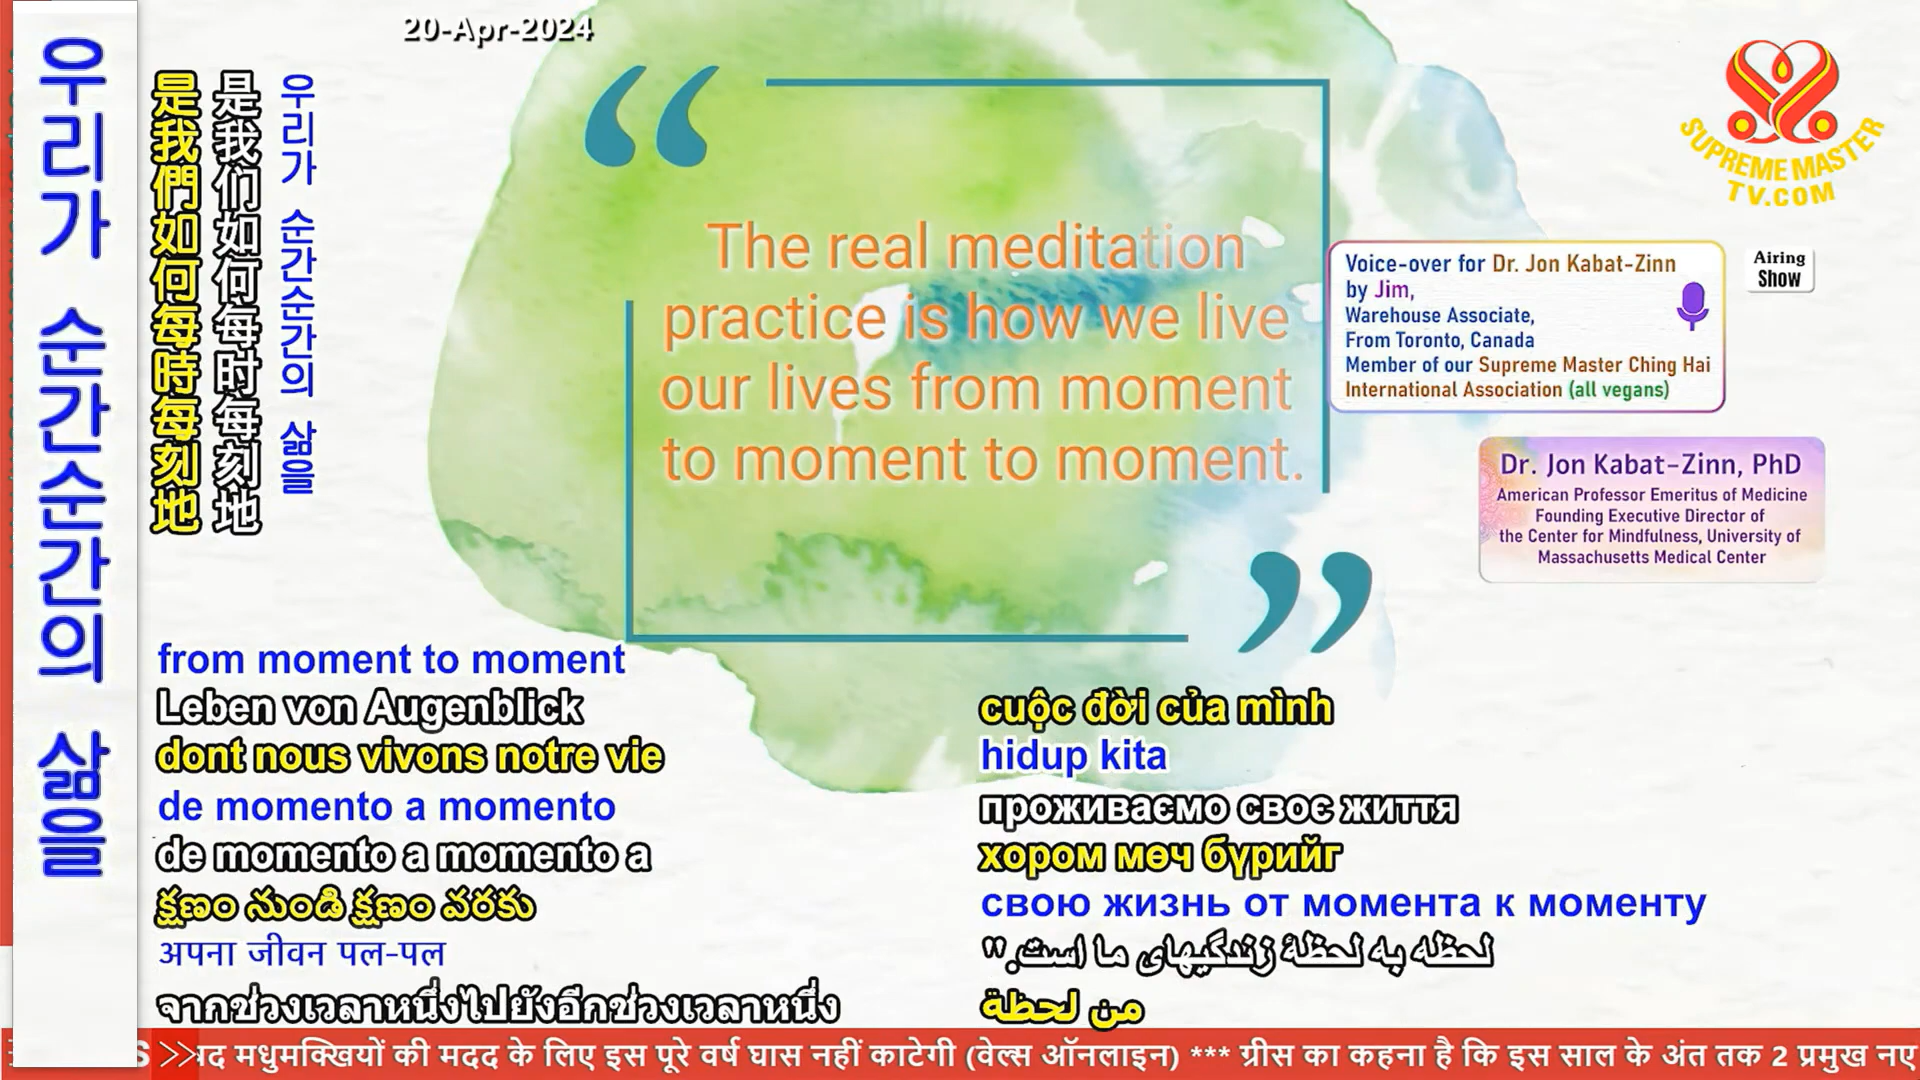 20-Apr-2024
우리가 순간순간의 삶을
是我們如何每時每刻地
是我们如何每时每刻地
우리가 순간순간의 삶을
“
The real meditation
practice is how we live
our lives from moment
to moment to moment.
”
SUPREME MASTER
TV.COM
Voice-over for Dr. Jon Kabat-Zinn
by Jim,
Warehouse Associate,
From Toronto, Canada
Member of our Supreme Master Ching Hai
International Association (all vegans)
Airing
Show
Dr. Jon Kabat-Zinn, PhD
American Professor Emeritus of Medicine
Founding Executive Director of
the Center for Mindfulness, University of
Massachusetts Medical Center
from moment to moment
Leben von Augenblick
dont nous vivons notre vie
de momento a momento
de momento a momento a
క్షణం నుండి క్షణం వరకు
अपना जीवन पल-पल
จากช่วงเวลาหนึ่งไปยังอีกช่วงเวลาหนึ่ง
cuộc đời của mình
hidup kita
проживаємо своє життя
хором мөч бүрийг
свою жизнь от момента к моменту
لحظه به لحظهٔ زندگیهای ما است."
من لحظة
S >> षद मधुमक्खियों की मदद के लिए इस पूरे वर्ष घास नहीं काटेगी (वेल्स ऑनलाइन) *** ग्रीस का कहना है कि इस साल के अंत तक 2 प्रमुख नए